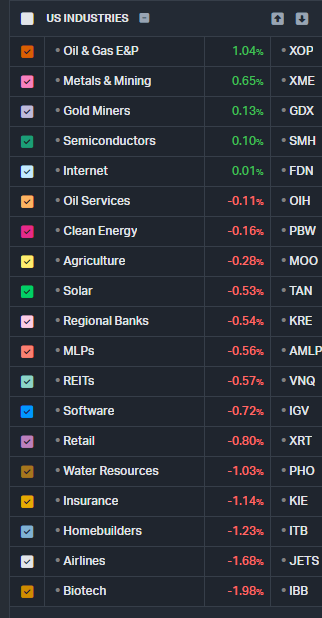 US INDUSTRIES
• Oil & Gas E&P 1.04% • XOP
• Metals & Mining 0.65% • XME
• Gold Miners 0.13% • GDX
• Semiconductors 0.10% • SMH
• Internet 0.01% • FDN
• Oil Services -0.11% • OIH
• Clean Energy -0.16% • PBW
• Agriculture -0.28% • MOO
• Solar -0.53% • TAN
• Regional Banks -0.54% • KRE
• MLPs -0.56% • AMLP
• REITs -0.57% • VNQ
• Software -0.72% • IGV
• Retail -0.80% • XRT
• Water Resources -1.03% • PHO
• Insurance -1.14% • KIE
• Homebuilders -1.23% • ITB
• Airlines -1.68% • JETS
• Biotech -1.98% • IBB